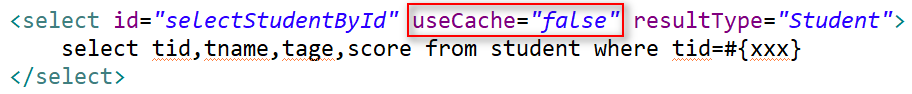 <select id="selectStudentById" useCache="false" resultType="Student">
select tid,tname,tage,score from student where tid=#{xxx}
</select>